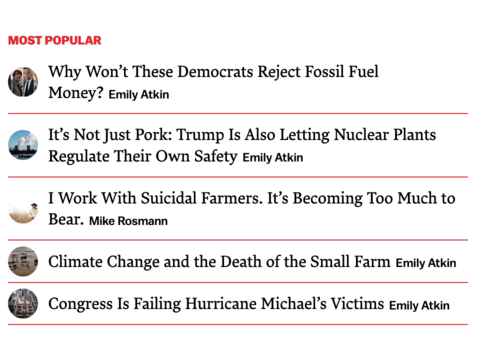 MOST POPULAR
Why Won’t These Democrats Reject Fossil Fuel
Money? Emily Atkin
It’s Not Just Pork: Trump Is Also Letting Nuclear Plants
Regulate Their Own Safety Emily Atkin
I Work With Suicidal Farmers. It’s Becoming Too Much to
Bear. Mike Rosmann
Climate Change and the Death of the Small Farm Emily Atkin
Congress Is Failing Hurricane Michael’s Victims Emily Atkin